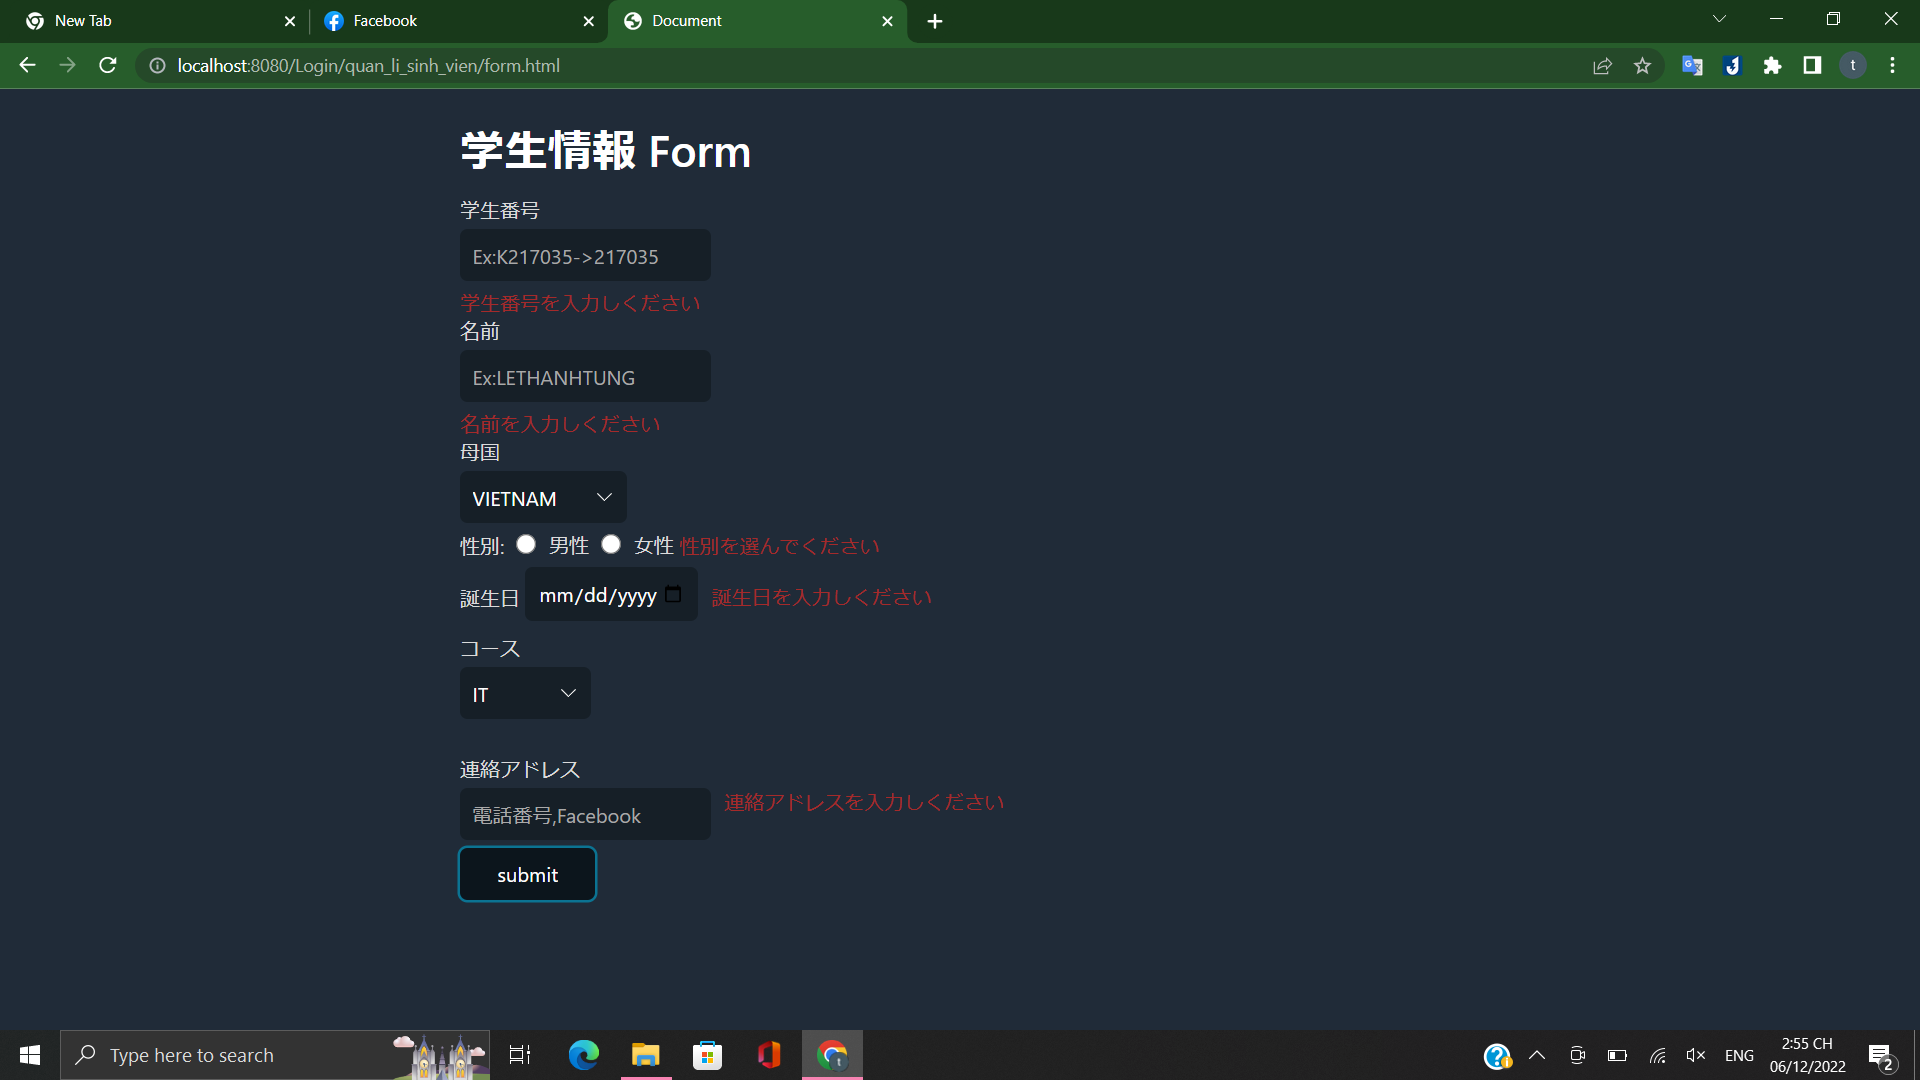 New Tab
Facebook
Document
localhost:8080/Login/quan_li_sinh_vien/form.html
t
学生情報 Form
学生番号
Ex:K217035->217035
学生番号を入力しください
名前
Ex:LETHANHTUNG
名前を入力しください
母国
VIETNAM
性別: 男性 女性 性別を選んでください
誕生日 mm/dd/yyyy 誕生日を入力しください
コース
IT
連絡アドレス
電話番号,Facebook 連絡アドレスを入力しください
submit
Type here to search
ENG
2:55 CH
06/12/2022
2